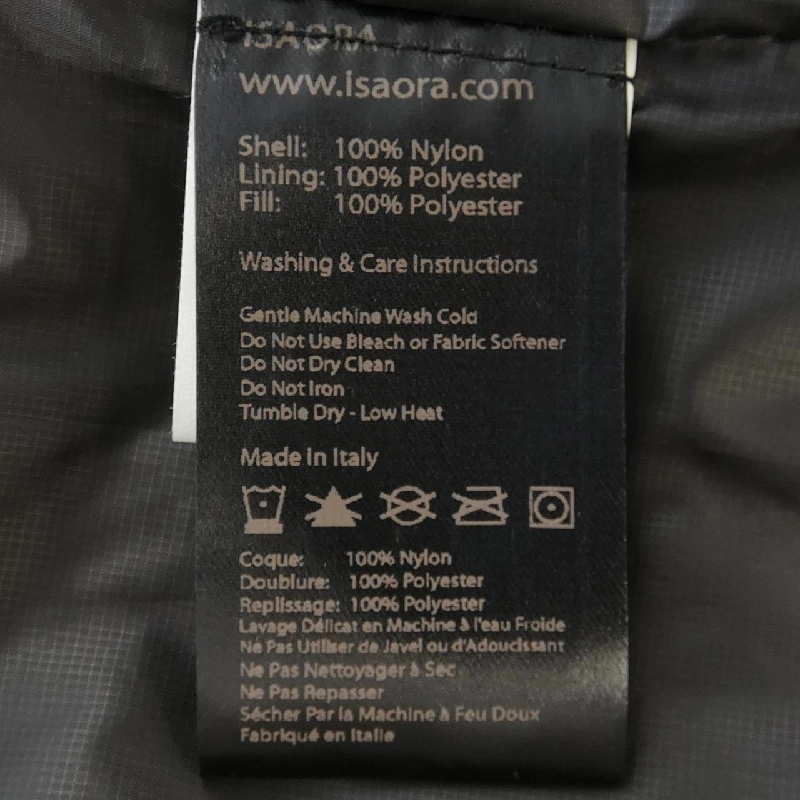 ISAORA
www.isaora.com
Shell: 100% Nylon
Lining: 100% Polyester
Fill: 100% Polyester
Washing & Care Instructions
Gentle Machine Wash Cold
Do Not Use Bleach or Fabric Softener
Do Not Dry Clean
Do Not Iron
Tumble Dry - Low Heat
Made In Italy
Coque: 100% Nylon
Doublure: 100% Polyester
Replissage: 100% Polyester
Lavage Délicat en Machine à l'eau Froide
Ne Pas Utiliser de Javel ou d'Adoucissant
Ne Pas Nettoyager à Sec
Ne Pas Repasser
Sécher Par la Machine à Feu Doux
Fabriqué en Italie